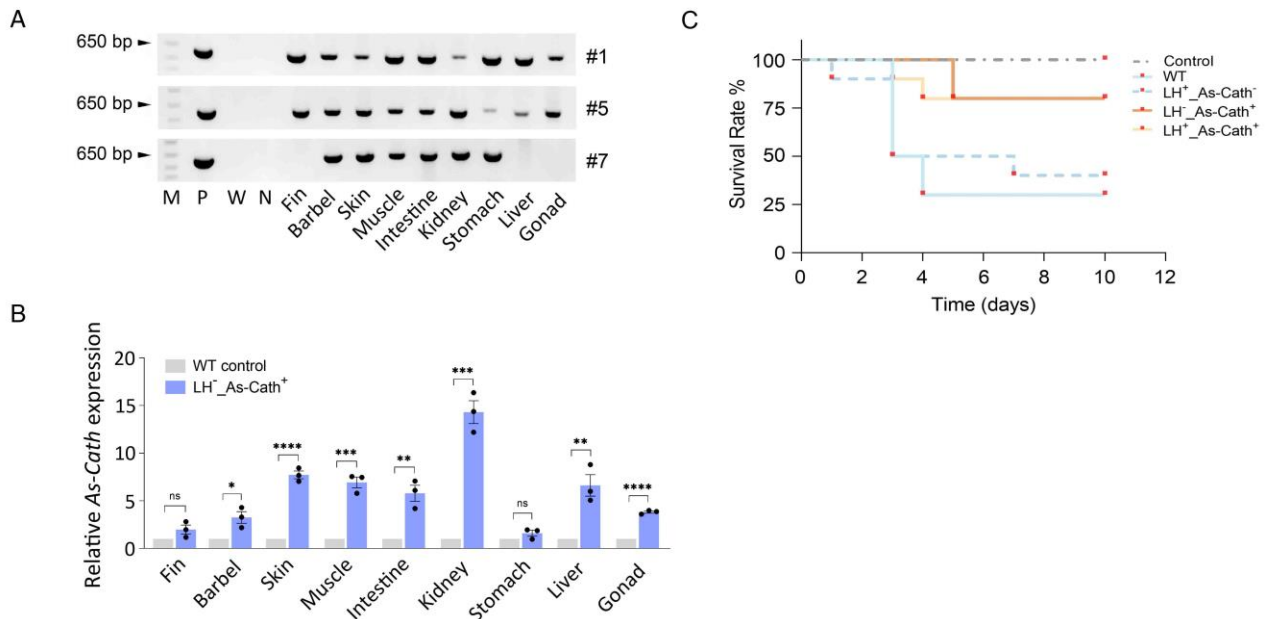 A
650 bp
#1
650 bp
#5
650 bp
#7
M P W N Fin Barbel Skin Muscle Intestine Kidney Stomach Liver Gonad
B
Relative As-Cath expression
WT control
LH⁻_As-Cath⁺
20
15
10
5
0
ns
*
****
***
**
***
ns
**
****
Fin Barbel Skin Muscle Intestine Kidney Stomach Liver Gonad
C
Survival Rate %
100
75
50
25
0
0 2 4 6 8 10 12
Time (days)
Control
WT
LH⁺_As-Cath⁻
LH⁻_As-Cath⁺
LH⁺_As-Cath⁺